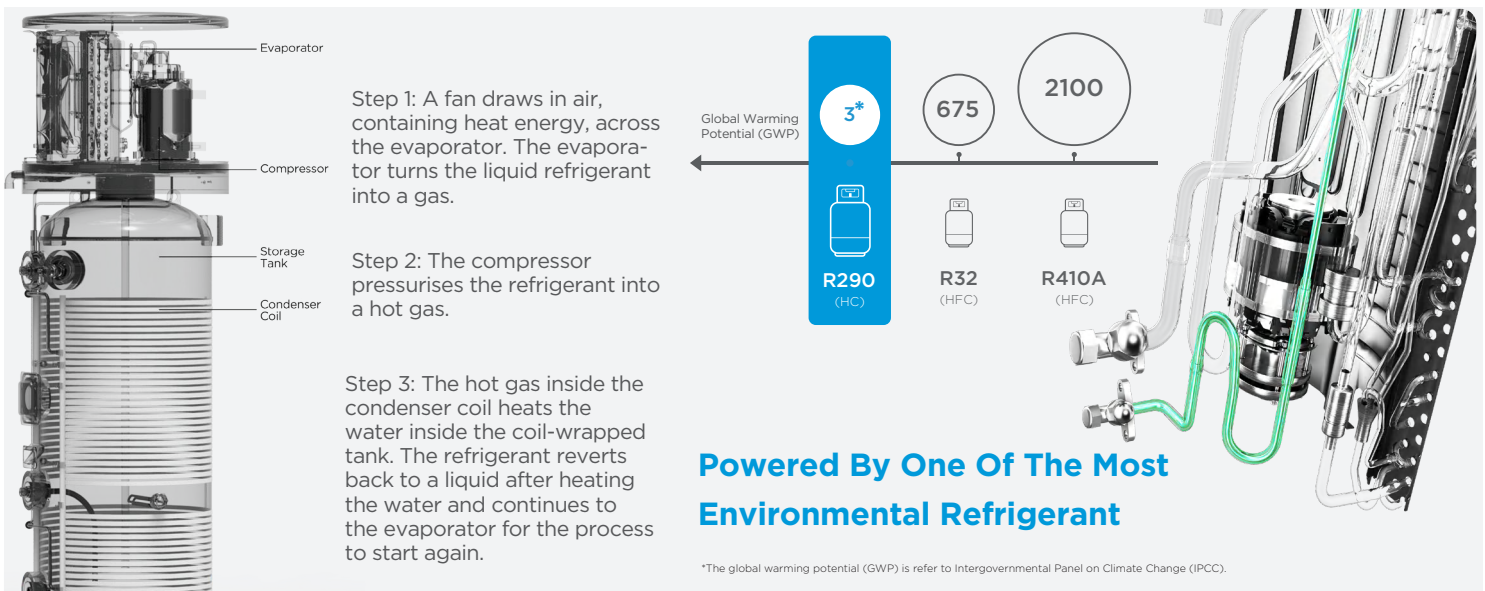 Evaporator
Compressor
Storage
Tank
Condenser
Coil
Step 1: A fan draws in air,
containing heat energy, across
the evaporator. The evapora-
tor turns the liquid refrigerant
into a gas.
Step 2: The compressor
pressurises the refrigerant into
a hot gas.
Step 3: The hot gas inside the
condenser coil heats the
water inside the coil-wrapped
tank. The refrigerant reverts
back to a liquid after heating
the water and continues to
the evaporator for the process
to start again.
Global Warming
Potential (GWP)
3*
675
2100
R290
(HC)
R32
(HFC)
R410A
(HFC)
Powered By One Of The Most
Environmental Refrigerant
*The global warming potential (GWP) is refer to Intergovernmental Panel on Climate Change (IPCC).